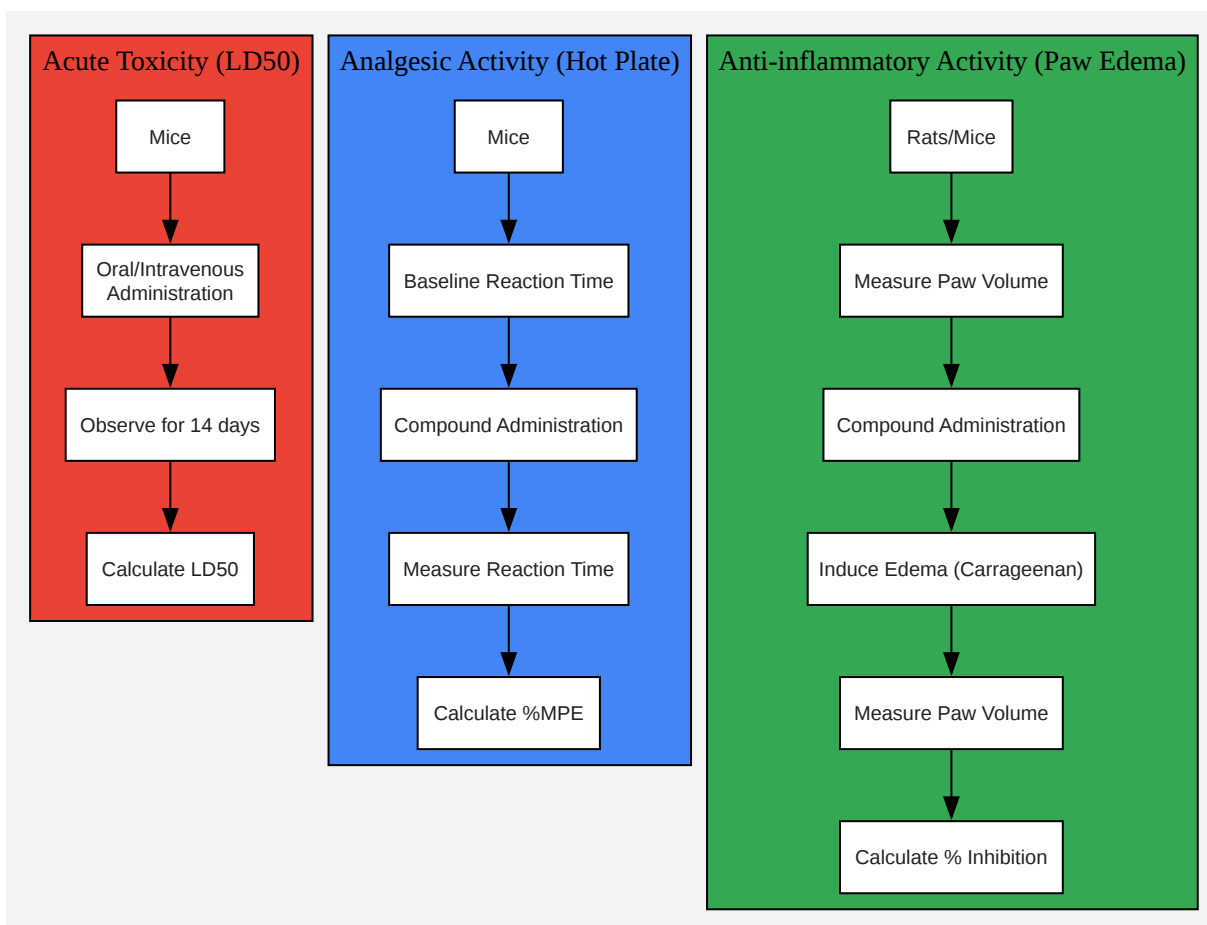 Acute Toxicity (LD50)
Mice
Oral/Intravenous
Administration
Observe for 14 days
Calculate LD50
Analgesic Activity (Hot Plate)
Mice
Baseline Reaction Time
Compound Administration
Measure Reaction Time
Calculate %MPE
Anti-inflammatory Activity (Paw Edema)
Rats/Mice
Measure Paw Volume
Compound Administration
Induce Edema (Carrageenan)
Measure Paw Volume
Calculate % Inhibition